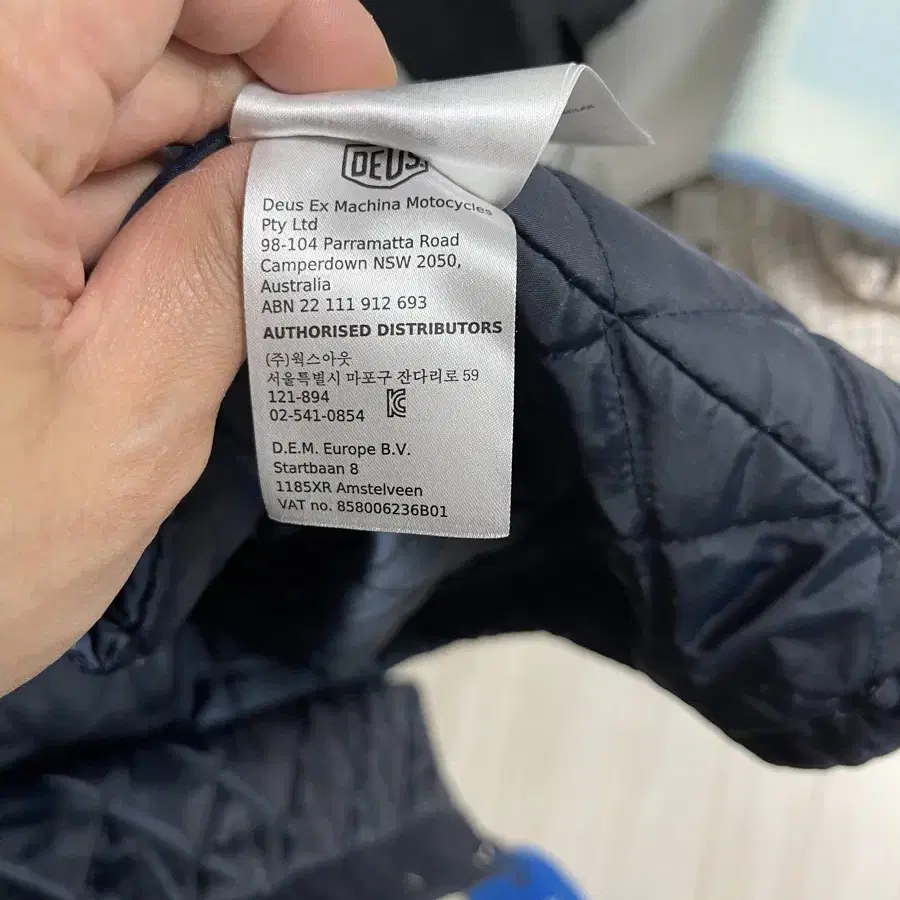 DEUS
Deus Ex Machina Motocycles
Pty Ltd
98-104 Parramatta Road
Camperdown NSW 2050,
Australia
ABN 22 111 912 693
AUTHORISED DISTRIBUTORS
(주)웍스아웃
서울특별시 마포구 잔다리로 59
121-894
02-541-0854
D.E.M. Europe B.V.
Startbaan 8
1185XR Amstelveen
VAT no. 858006236B01